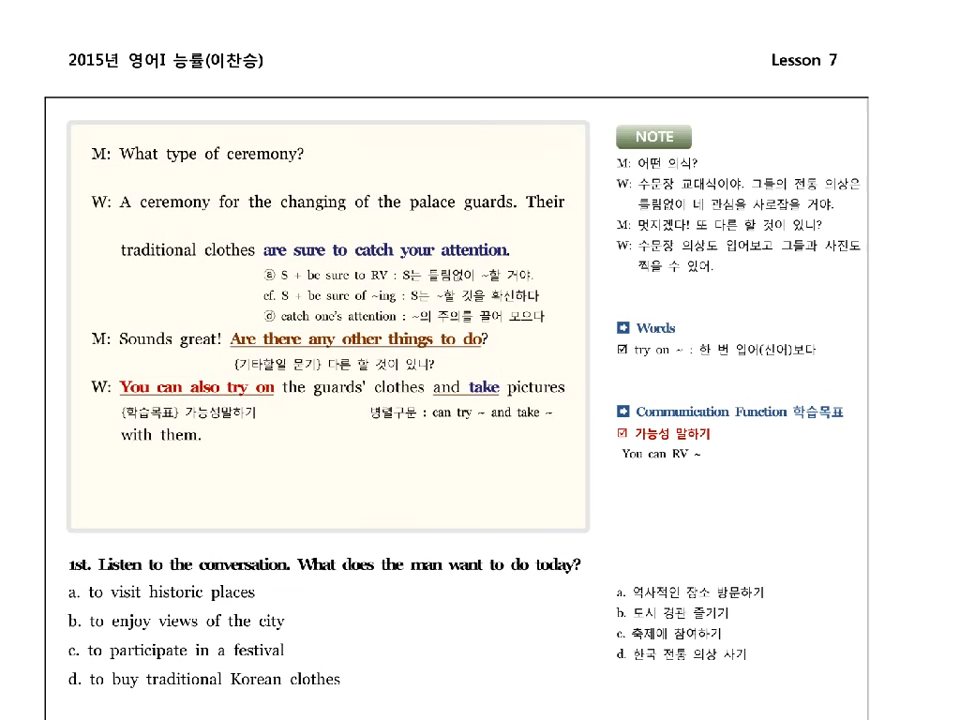 2015년 영어I 능률(이찬승)
Lesson 7
M: What type of ceremony?
W: A ceremony for the changing of the palace guards. Their
traditional clothes are sure to catch your attention.
ⓐ S + be sure to RV : S는 틀림없이 ~할 거야.
cf. S + be sure of ~ing : S는 ~할 것을 확신하다
ⓓ catch one's attention : ~의 주의를 끌어 모으다
M: Sounds great! Are there any other things to do?
{기타할일 묻기} 다른 할 것이 있니?
W: You can also try on the guards' clothes and take pictures
{학습목표} 가능성말하기 병렬구문 : can try ~ and take ~
with them.
NOTE
M: 어떤 의식?
W: 수문장 교대식이야. 그들의 전통 의상은
틀림없이 네 관심을 사로잡을 거야.
M: 멋지겠다! 또 다른 할 것이 있니?
W: 수문장 의상도 입어보고 그들과 사진도
찍을 수 있어.
Words
☑ try on ~ : 한 번 입어(신어)보다
Communication Function 학습목표
☑ 가능성 말하기
You can RV ~
1st. Listen to the conversation. What does the man want to do today?
a. to visit historic places
b. to enjoy views of the city
c. to participate in a festival
d. to buy traditional Korean clothes
a. 역사적인 장소 방문하기
b. 도시 경관 즐기기
c. 축제에 참여하기
d. 한국 전통 의상 사기